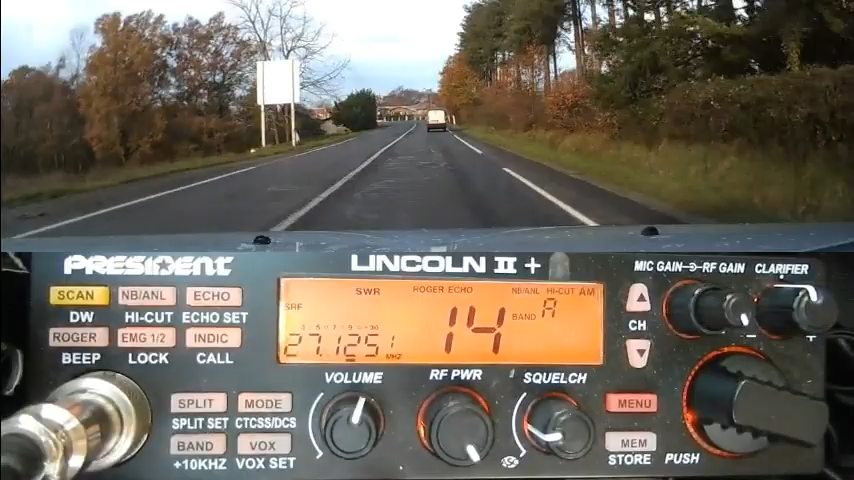 PRESIDENT
LINCOLN II +
MIC GAIN RF GAIN CLARIFIER
SCAN NB/ANL ECHO
DW HI-CUT ECHO SET
ROGER EMG 1/2 INDIC
BEEP LOCK CALL
SPLIT MODE
SPLIT SET CTCSS/DCS
BAND VOX
+10KHz VOX SET
SWR ROGER ECHO NB/ANL HI-CUT AM
SRF
14 BAND A
27.1251 MHZ
VOLUME RF PWR SQUELCH
CH
MENU
MEM
STORE PUSH